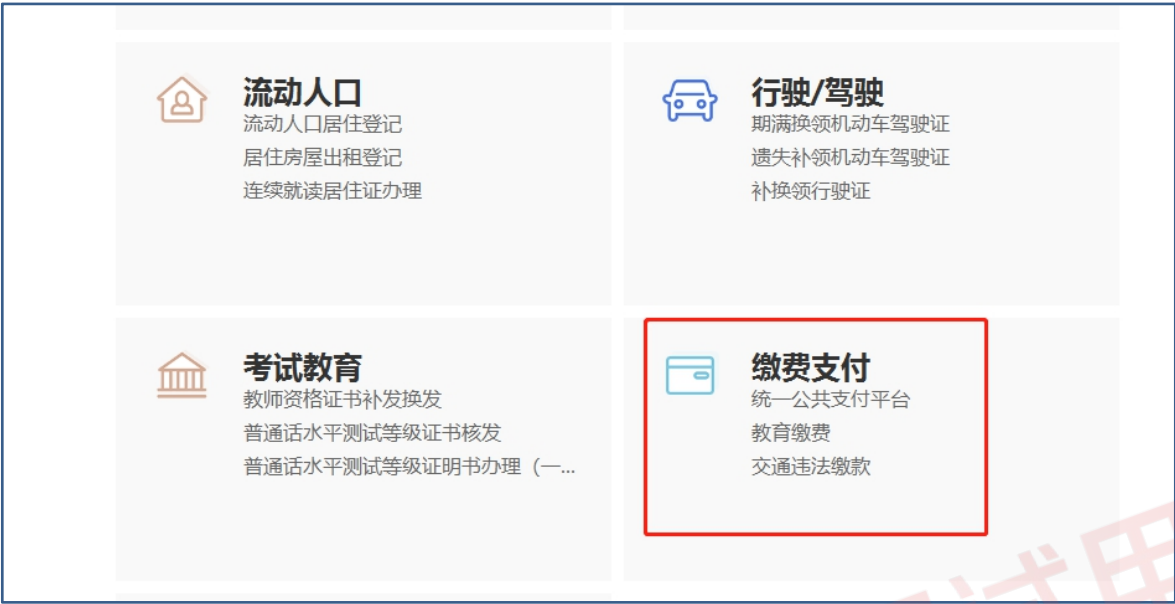 流动人口
流动人口居住登记
居住房屋出租登记
连续就读居住证办理
行驶/驾驶
期满换领机动车驾驶证
遗失补领机动车驾驶证
补换领行驶证
考试教育
教师资格证书补发换发
普通话水平测试等级证书核发
普通话水平测试等级证明书办理（一...
缴费支付
统一公共支付平台
教育缴费
交通违法缴款
试用